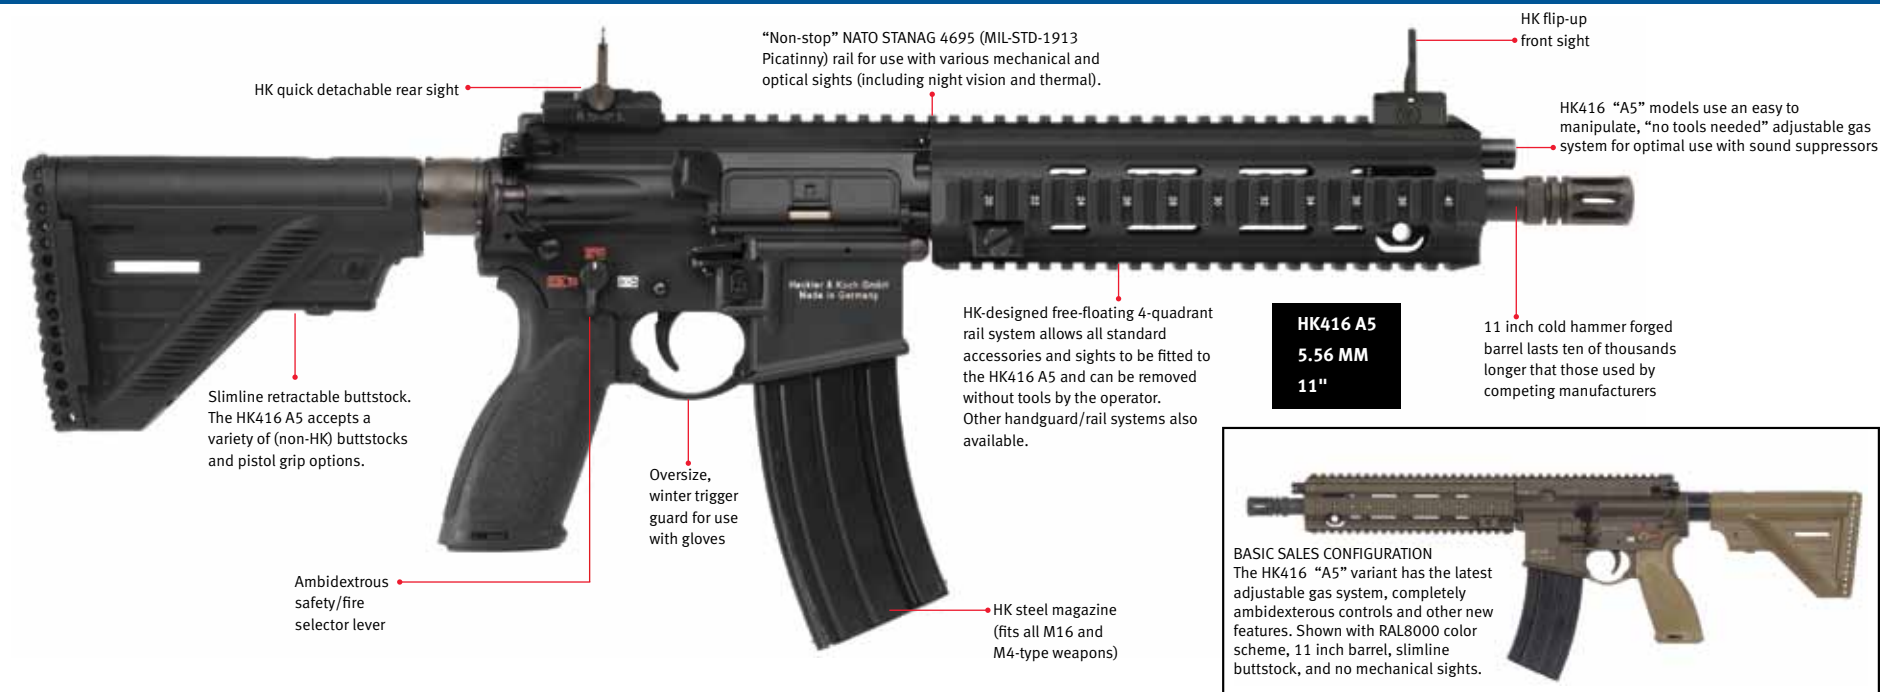 HK flip-up
front sight
“Non-stop” NATO STANAG 4695 (MIL-STD-1913
Picatinny) rail for use with various mechanical and
optical sights (including night vision and thermal).
HK quick detachable rear sight
HK416 “A5” models use an easy to
manipulate, “no tools needed” adjustable gas
system for optimal use with sound suppressors
Heckler & Koch GmbH
Made in Germany
HK-designed free-floating 4-quadrant
rail system allows all standard
accessories and sights to be fitted to
the HK416 A5 and can be removed
without tools by the operator.
Other handguard/rail systems also
available.
HK416 A5
5.56 MM
11"
11 inch cold hammer forged
barrel lasts ten of thousands
longer that those used by
competing manufacturers
Slimline retractable buttstock.
The HK416 A5 accepts a
variety of (non-HK) buttstocks
and pistol grip options.
Oversize,
winter trigger
guard for use
with gloves
Ambidextrous
safety/fire
selector lever
HK steel magazine
(fits all M16 and
M4-type weapons)
BASIC SALES CONFIGURATION
The HK416 “A5” variant has the latest
adjustable gas system, completely
ambidexterous controls and other new
features. Shown with RAL8000 color
scheme, 11 inch barrel, slimline
buttstock, and no mechanical sights.